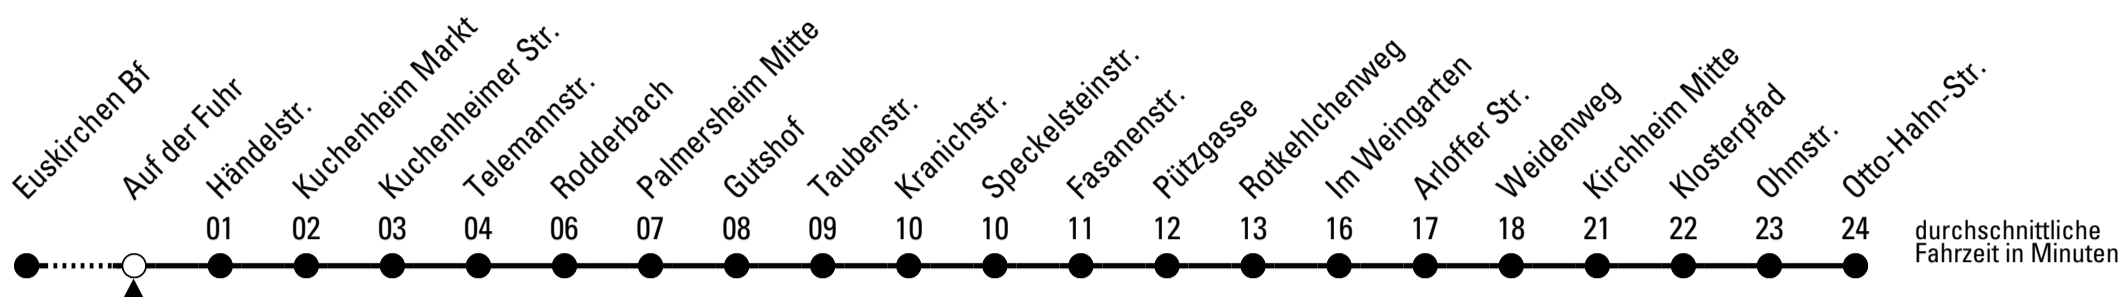 Euskirchen Bf
Auf der Fuhr
Händelstr.
Kuchenheim Markt
Kuchenheimer Str.
Telemannstr.
Rodderbach
Palmersheim Mitte
Gutshof
Taubenstr.
Kranichstr.
Speckelsteinstr.
Fasanenstr.
Pützgasse
Rotkehlchenweg
Im Weingarten
Arloffer Str.
Weidenweg
Kirchheim Mitte
Klosterpfad
Ohmstr.
Otto-Hahn-Str.
01 02 03 04 06 07 08 09 10 10 11 12 13 16 17 18 21 22 23 24
durchschnittliche
Fahrzeit in Minuten